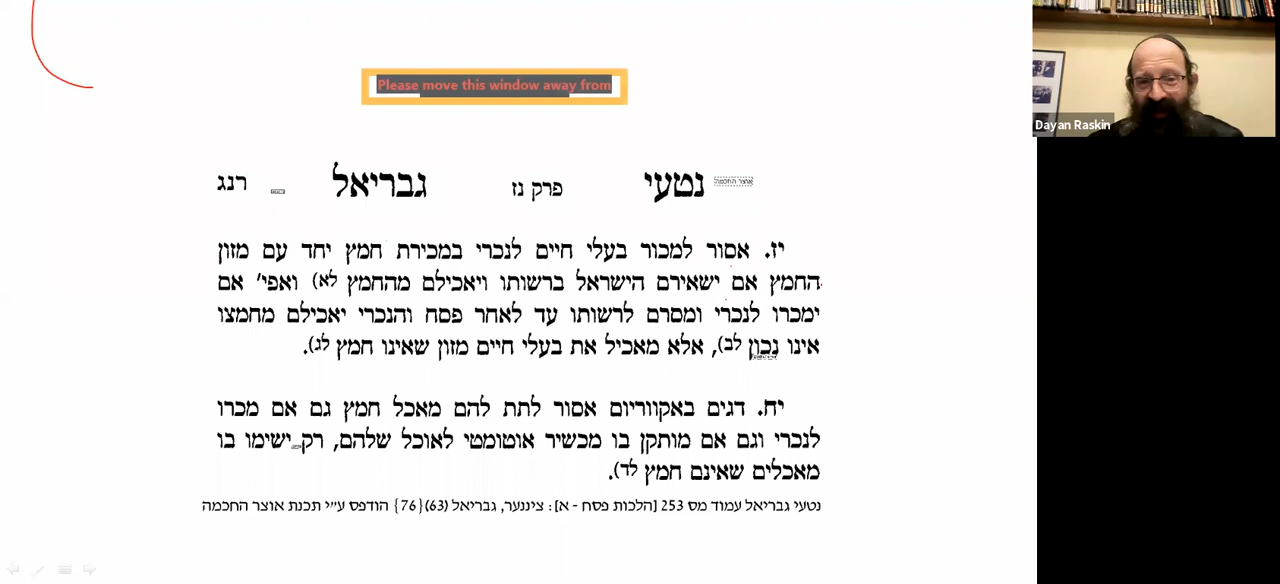 Please move this window away from
Dayan Raskin
אוצר החכמה
נטעי פרק נז גבריאל רנג
יז. אסור למכור בעלי חיים לנכרי במכירת חמץ יחד עם מזון
החמץ אם ישאירם הישראל ברשותו ויאכילם מהחמץ לא) ואפי' אם
ימכרו לנכרי ומסרם לרשותו עד לאחר פסח והנכרי יאכילם מחמצו
אינו נכון לב), אלא מאכיל את בעלי חיים מזון שאינו חמץ לג).
יח. דגים באקווריום אסור לתת להם מאכל חמץ גם אם מכרו
לנכרי וגם אם מותקן בו מכשיר אוטומטי לאוכל שלהם, רק ישימו בו
מאכלים שאינם חמץ לד).
נטעי גבריאל עמוד מס 253 [הלכות פסח - א]: ציננער, גבריאל (63){76} הודפס ע״י תכנת אוצר החכמה